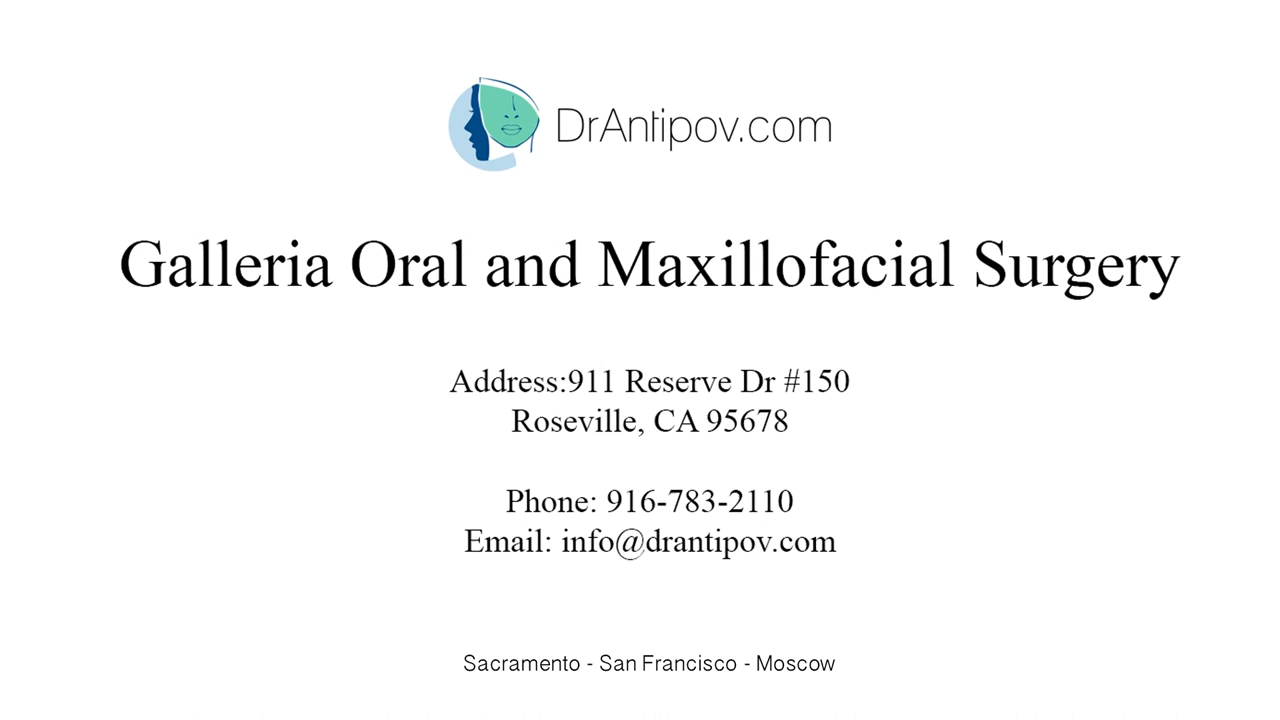 DrAntipov.com
Galleria Oral and Maxillofacial Surgery
Address:911 Reserve Dr #150
Roseville, CA 95678
Phone: 916-783-2110
Email: info@drantipov.com
Sacramento - San Francisco - Moscow